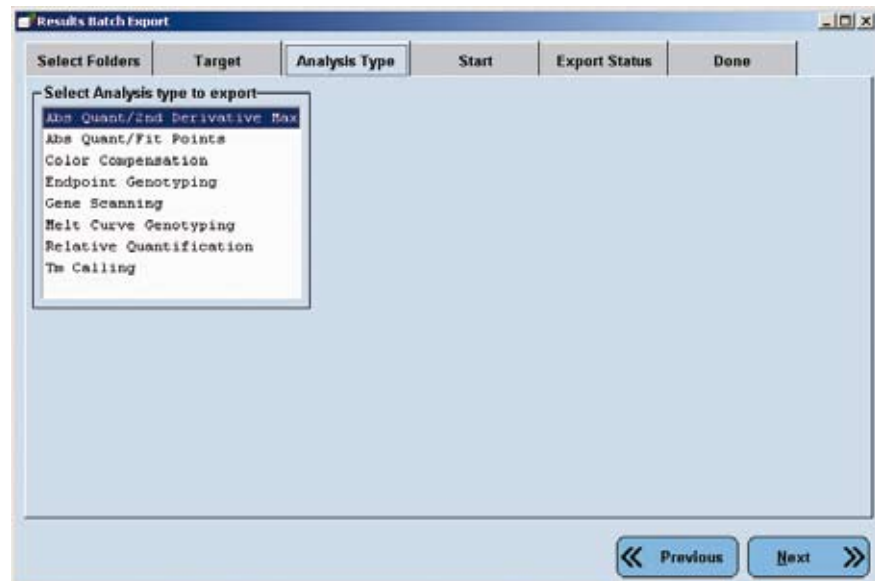 Results Batch Export
Select Folders Target Analysis Type Start Export Status Done
Select Analysis type to export
Abs Quant/2nd Derivative Max
Abs Quant/Fit Points
Color Compensation
Endpoint Genotyping
Gene Scanning
Melt Curve Genotyping
Relative Quantification
Tm Calling
Previous Next